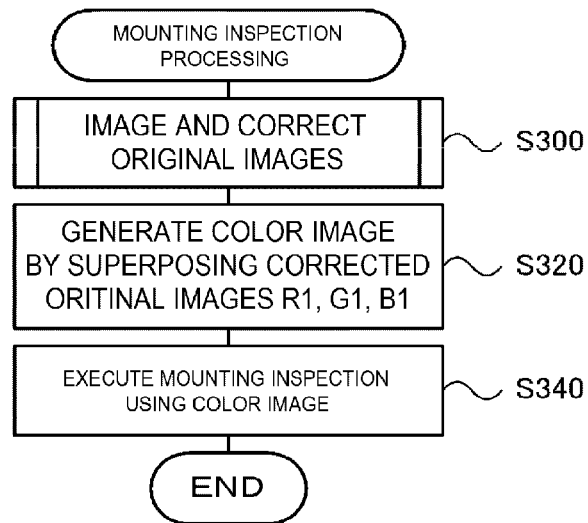 MOUNTING INSPECTION
PROCESSING
IMAGE AND CORRECT
ORIGINAL IMAGES
S300
GENERATE COLOR IMAGE
BY SUPERPOSING CORRECTED
ORITINAL IMAGES R1, G1, B1
S320
EXECUTE MOUNTING INSPECTION
USING COLOR IMAGE
S340
END